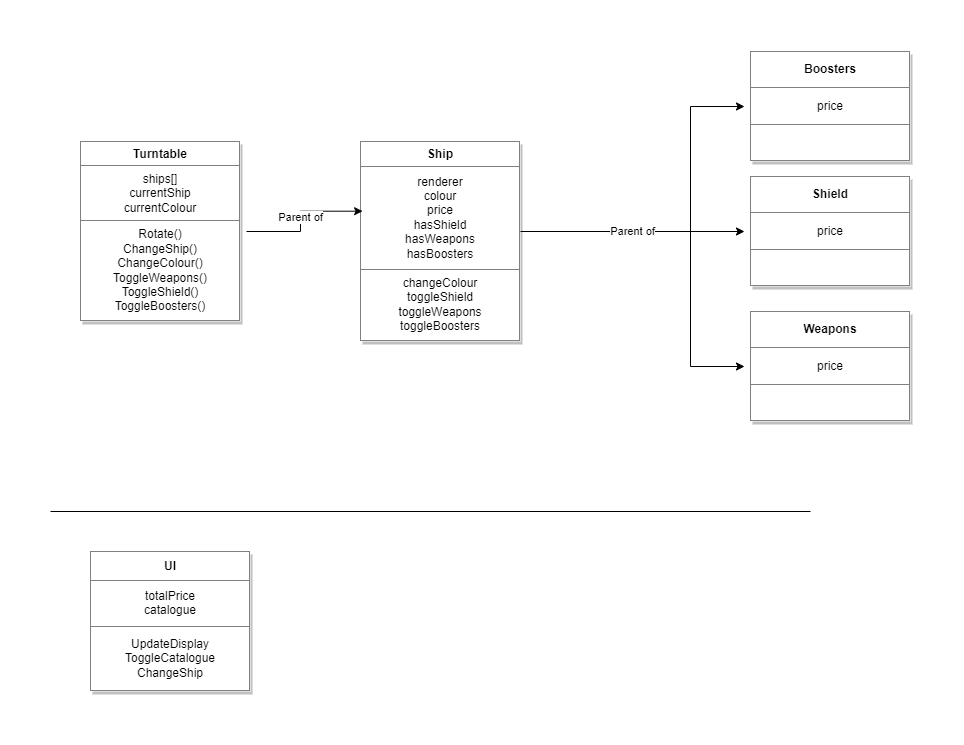 Turntable
ships[]
currentShip
currentColour
Rotate()
ChangeShip()
ChangeColour()
ToggleWeapons()
ToggleShield()
ToggleBoosters()
Parent of
Ship
renderer
colour
price
hasShield
hasWeapons
hasBoosters
changeColour
toggleShield
toggleWeapons
toggleBoosters
Parent of
Boosters
price
Shield
price
Weapons
price
UI
totalPrice
catalogue
UpdateDisplay
ToggleCatalogue
ChangeShip